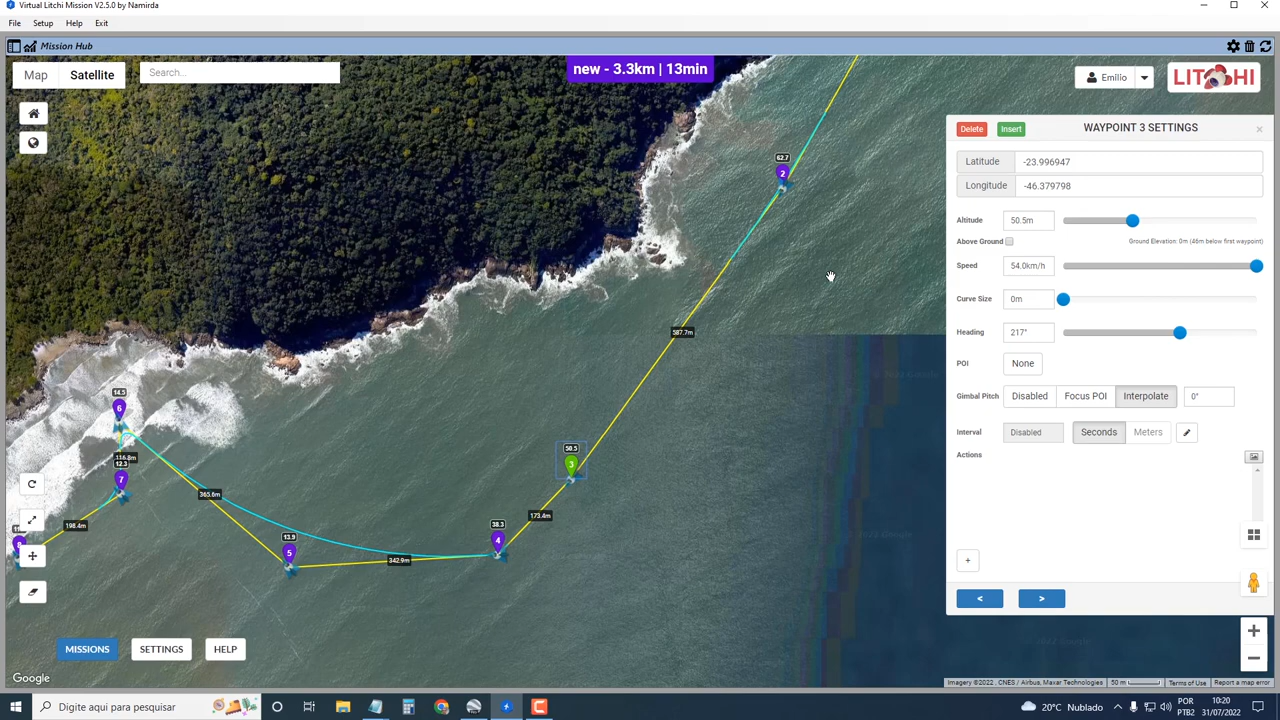 Virtual Litchi Mission V2.5.0 by Namirda
File Setup Help Exit
Mission Hub
Map Satellite
Search...
new - 3.3km | 13min
Emilio
LITCHI
Delete Insert WAYPOINT 3 SETTINGS ×
Latitude -23.996947
Longitude -46.379798
Altitude 50.5m
Above Ground Ground Elevation: 0m (46m below first waypoint)
Speed 54.0km/h
Curve Size 0m
Heading 217°
POI None
Gimbal Pitch Disabled Focus POI Interpolate 0°
Interval Disabled Seconds Meters
Actions
+
< >
62.7
2
587.7m
50.5
3
173.4m
38.3
4
342.9m
13.9
5
365.6m
14.5
6
116.8m
12.3
7
198.4m
MISSIONS SETTINGS HELP
Google
+
−
Imagery ©2022 , CNES / Airbus, Maxar Technologies 50 m Terms of Use Report a map error
Digite aqui para pesquisar
20°C Nublado
POR
PTB2
10:20
31/07/2022